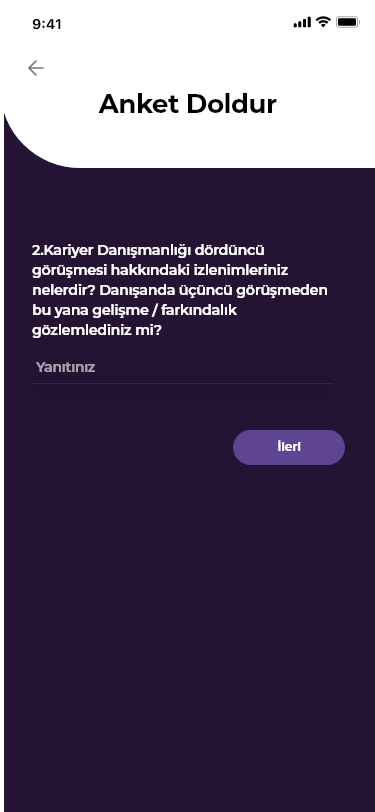 9:41
Anket Doldur
2.Kariyer Danışmanlığı dördüncü
görüşmesi hakkındaki izlenimleriniz
nelerdir? Danışanda üçüncü görüşmeden
bu yana gelişme / farkındalık
gözlemlediniz mi?
Yanıtınız
İleri